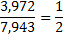 3,972/7,943 = 1/2